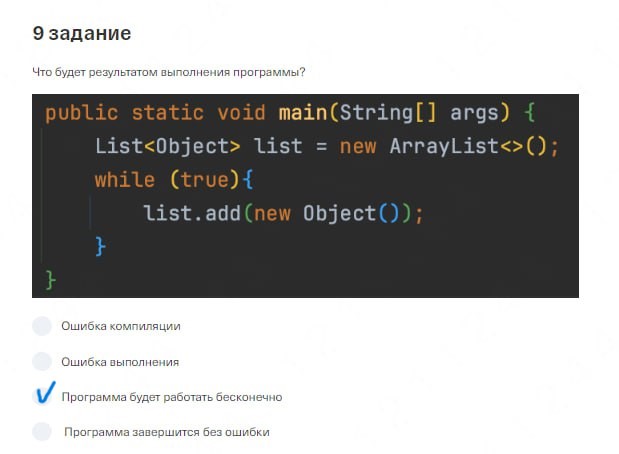 9 задание
Что будет результатом выполнения программы?
public static void main(String[] args) {
List<Object> list = new ArrayList<>();
while (true){
list.add(new Object());
}
}
Ошибка компиляции
Ошибка выполнения
Программа будет работать бесконечно
Программа завершится без ошибки